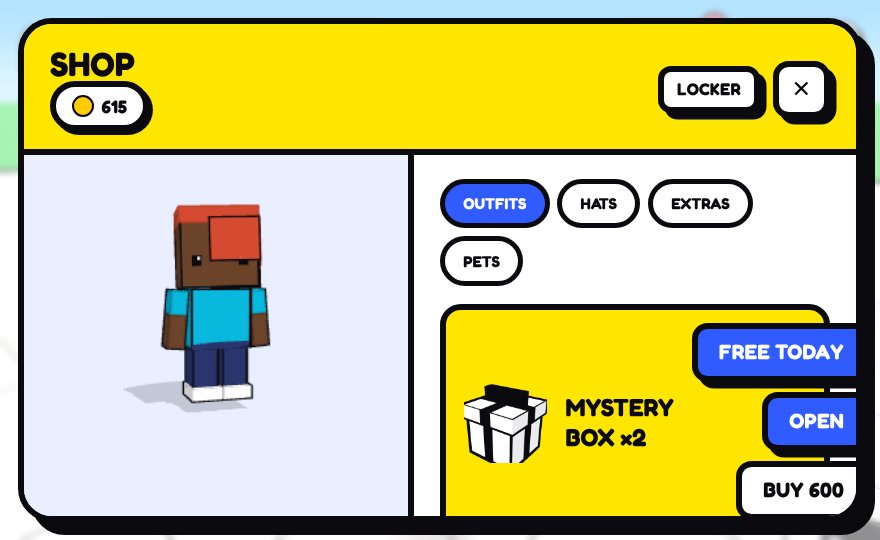 SHOP
615
LOCKER
×
OUTFITS
HATS
EXTRAS
PETS
FREE TODAY
MYSTERY
BOX x2
OPEN
BUY 600